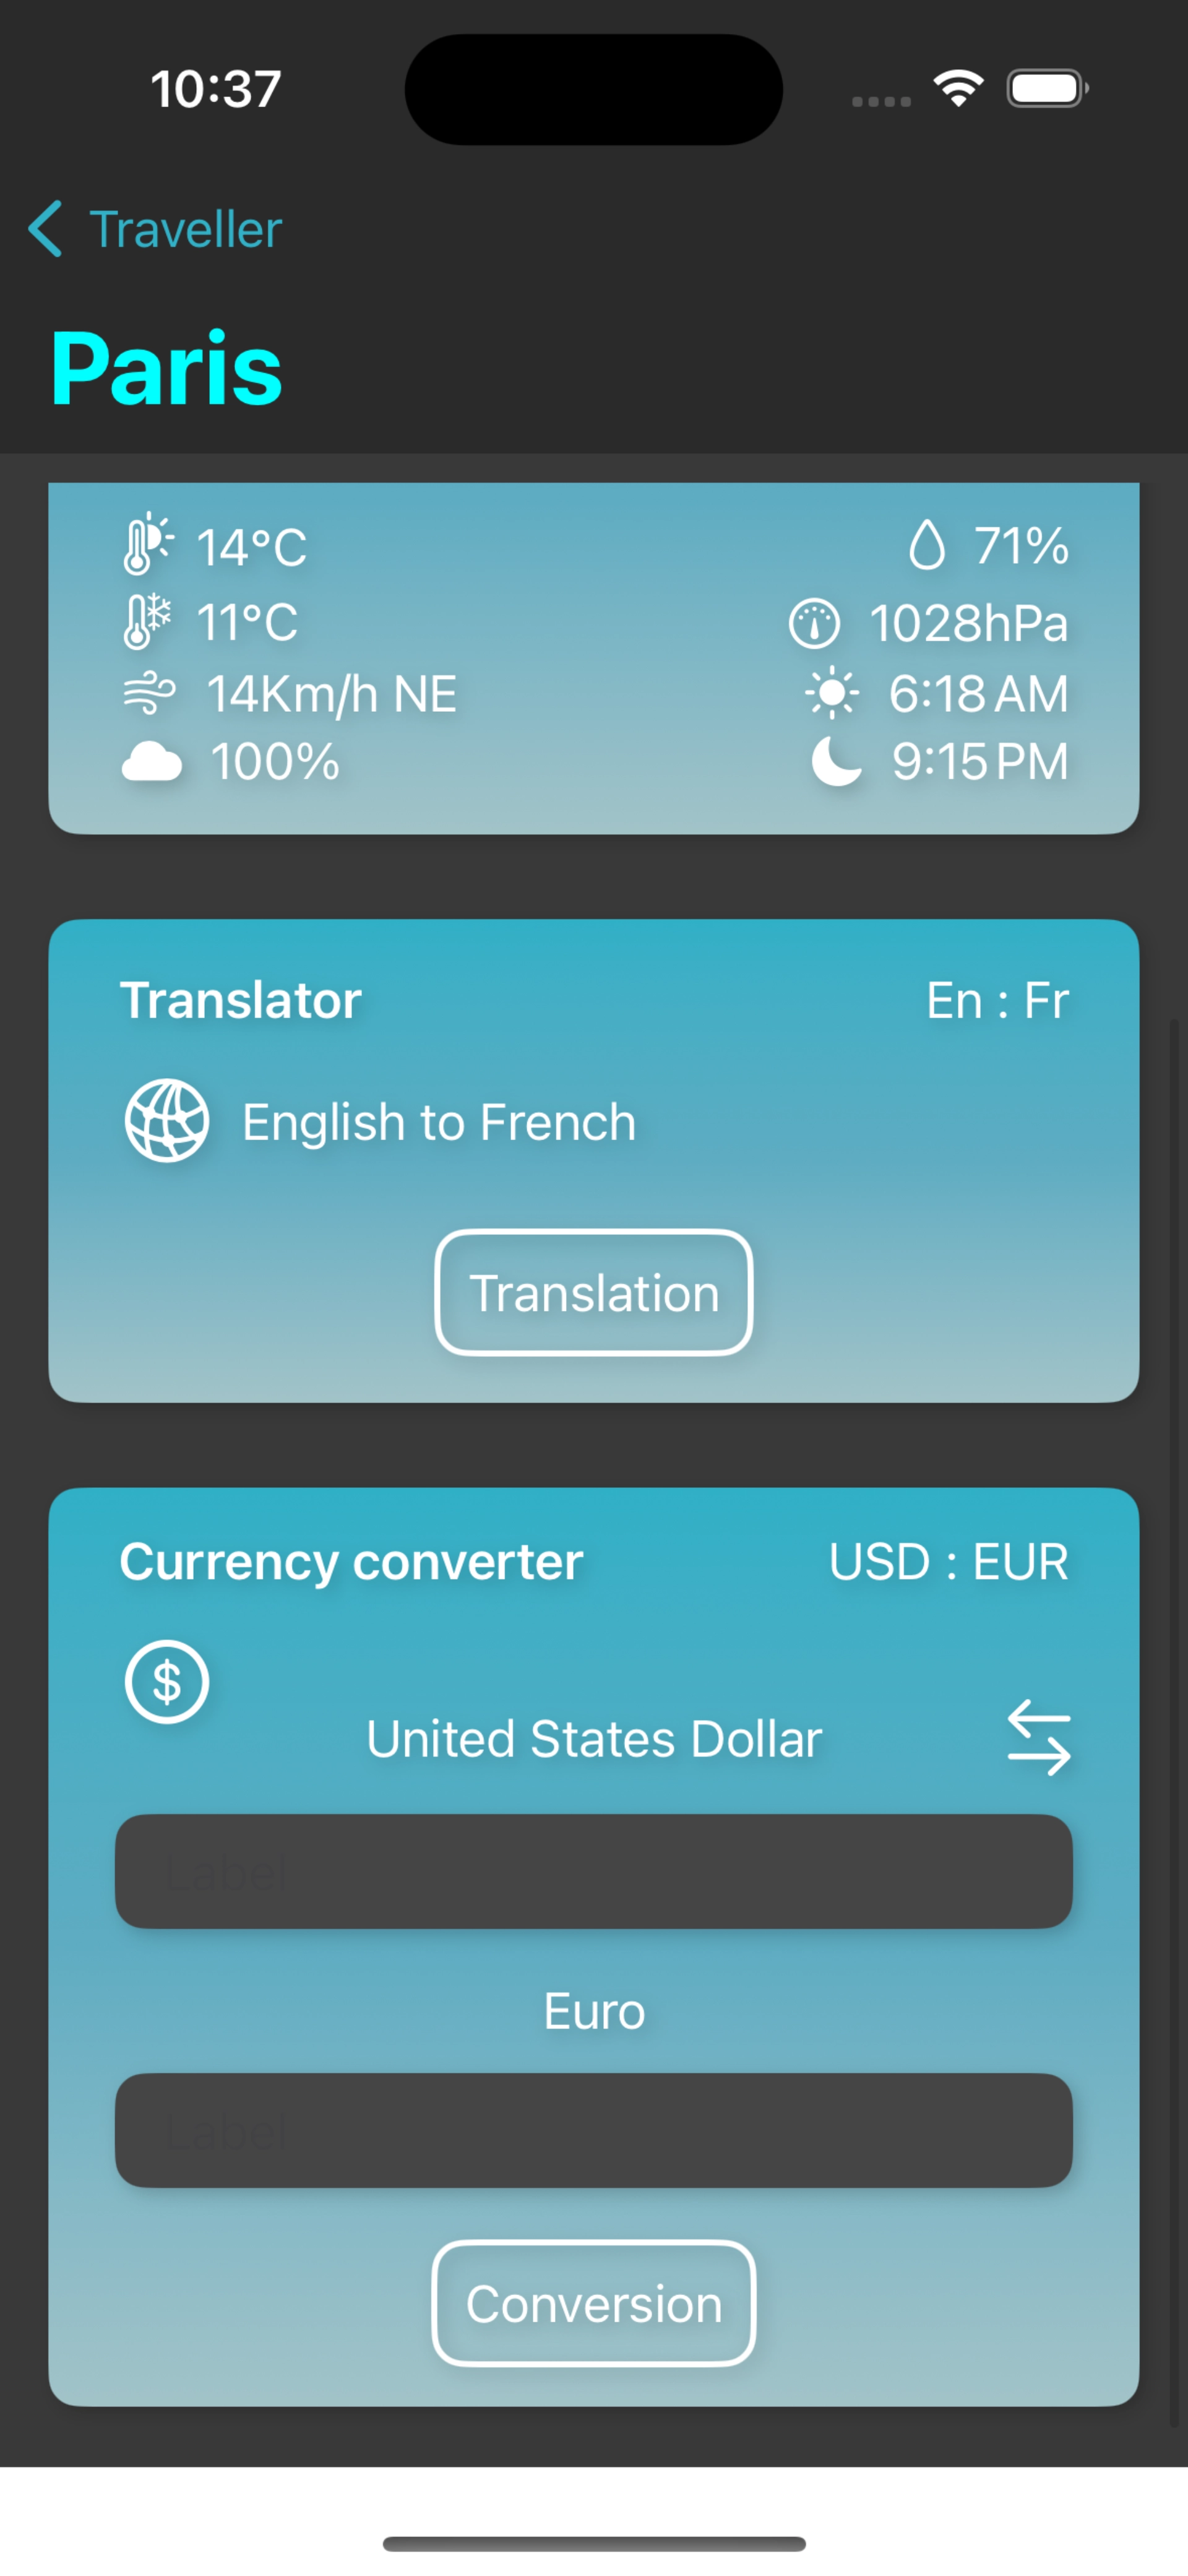 10:37
Traveller
Paris
14°C
71%
11°C
1028hPa
14Km/h NE
6:18 AM
100%
9:15 PM
Translator
En : Fr
English to French
Translation
Currency converter
USD : EUR
$
United States Dollar
Label
Euro
Label
Conversion